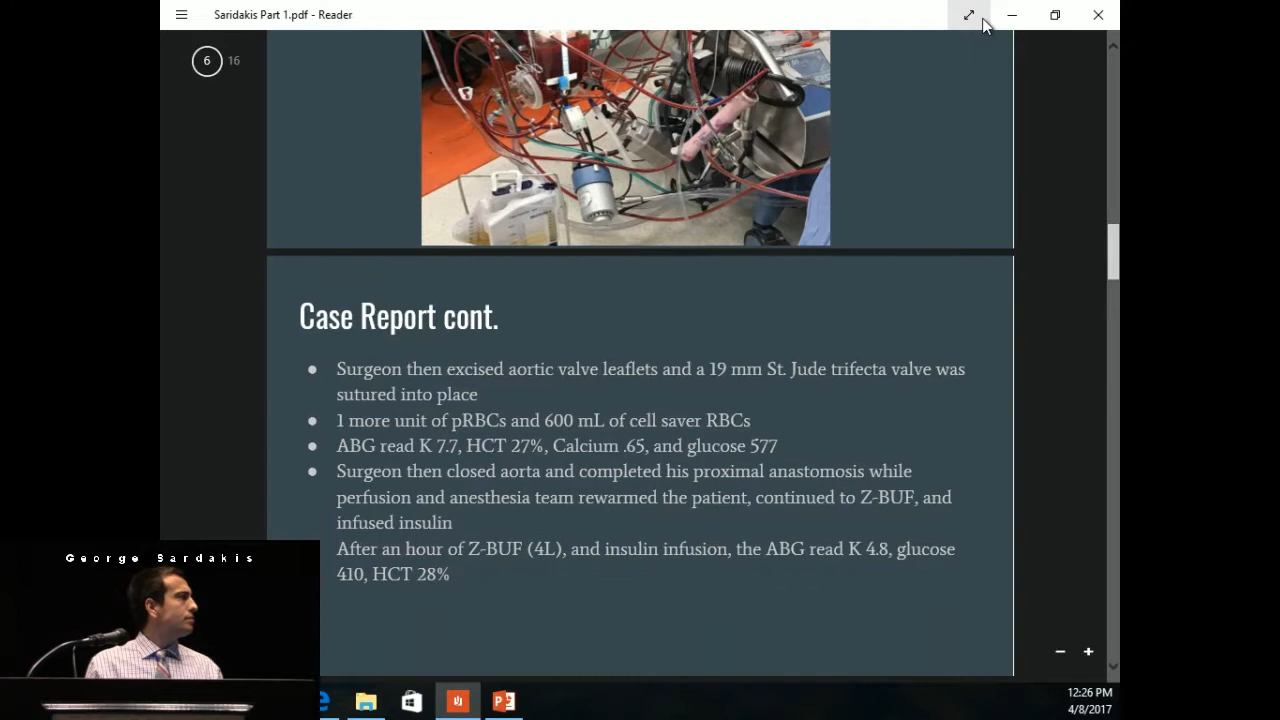 Saridakis Part 1.pdf - Reader
6 16
Case Report cont.
● Surgeon then excised aortic valve leaflets and a 19 mm St. Jude trifecta valve was
sutured into place
● 1 more unit of pRBCs and 600 mL of cell saver RBCs
● ABG read K 7.7, HCT 27%, Calcium .65, and glucose 577
● Surgeon then closed aorta and completed his proximal anastomosis while
perfusion and anesthesia team rewarmed the patient, continued to Z-BUF, and
infused insulin
After an hour of Z-BUF (4L), and insulin infusion, the ABG read K 4.8, glucose
410, HCT 28%
George Sardakis
12:26 PM
4/8/2017